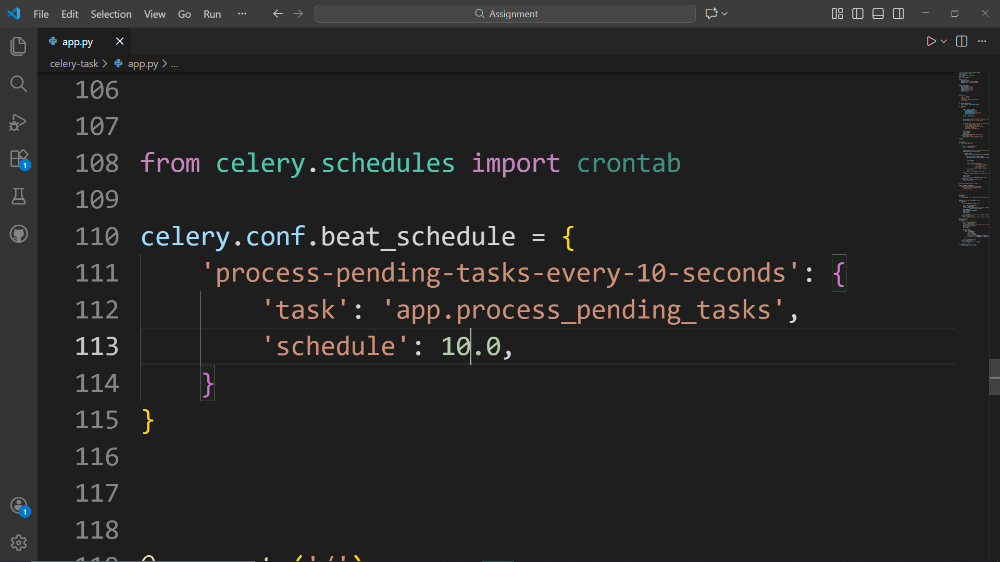 File Edit Selection View Go Run ... Assignment
app.py
celery-task > app.py > ...
106
107
108 from celery.schedules import crontab
109
110 celery.conf.beat_schedule = {
111 'process-pending-tasks-every-10-seconds': {
112 'task': 'app.process_pending_tasks',
113 'schedule': 10.0,
114 }
115 }
116
117
118
1
1